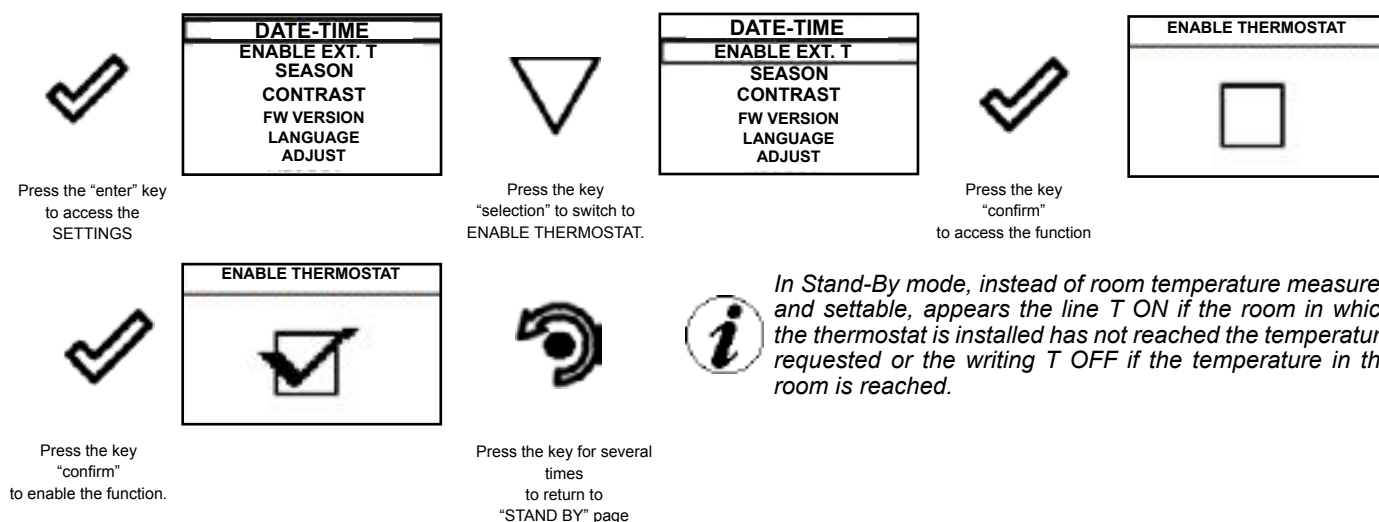 DATE-TIME
ENABLE EXT. T
SEASON
CONTRAST
FW VERSION
LANGUAGE
ADJUST
Press the “enter” key
to access the
SETTINGS
DATE-TIME
ENABLE EXT. T
SEASON
CONTRAST
FW VERSION
LANGUAGE
ADJUST
Press the key
“selection” to switch to
ENABLE THERMOSTAT.
ENABLE THERMOSTAT
Press the key
“confirm”
to access the function
ENABLE THERMOSTAT
Press the key
“confirm”
to enable the function.
Press the key for several
times
to return to
“STAND BY” page
In Stand-By mode, instead of room temperature measure
and settable, appears the line T ON if the room in whic
the thermostat is installed has not reached the temperatur
requested or the writing T OFF if the temperature in th
room is reached.